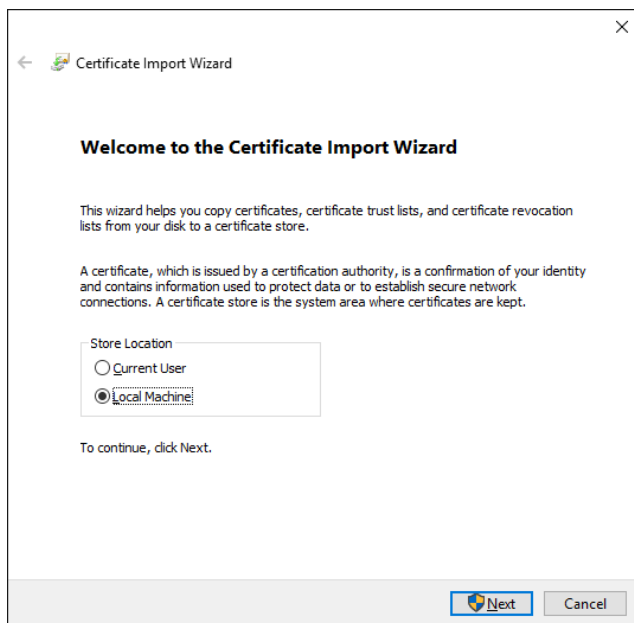 Certificate Import Wizard
Welcome to the Certificate Import Wizard
This wizard helps you copy certificates, certificate trust lists, and certificate revocation
lists from your disk to a certificate store.
A certificate, which is issued by a certification authority, is a confirmation of your identity
and contains information used to protect data or to establish secure network
connections. A certificate store is the system area where certificates are kept.
Store Location
Current User
Local Machine
To continue, click Next.
Next Cancel